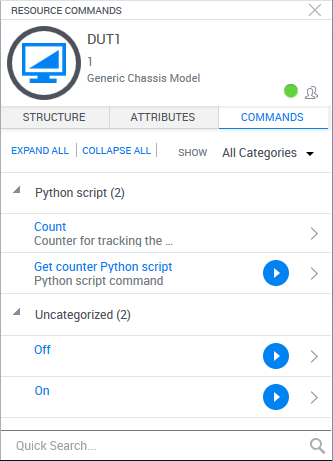 RESOURCE COMMANDS
DUT1
1
Generic Chassis Model
STRUCTURE ATTRIBUTES COMMANDS
EXPAND ALL | COLLAPSE ALL | SHOW All Categories
Python script (2)
Count
Counter for tracking the ...
Get counter Python script
Python script command
Uncategorized (2)
Off
On
Quick Search...